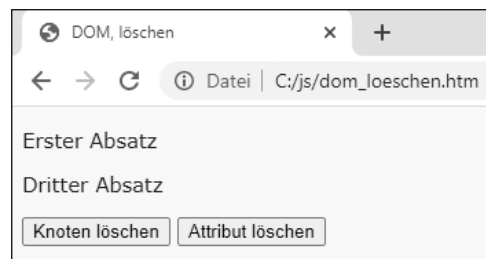 DOM, löschen
Datei | C:/js/dom_loeschen.htm
Erster Absatz
Dritter Absatz
Knoten löschen Attribut löschen